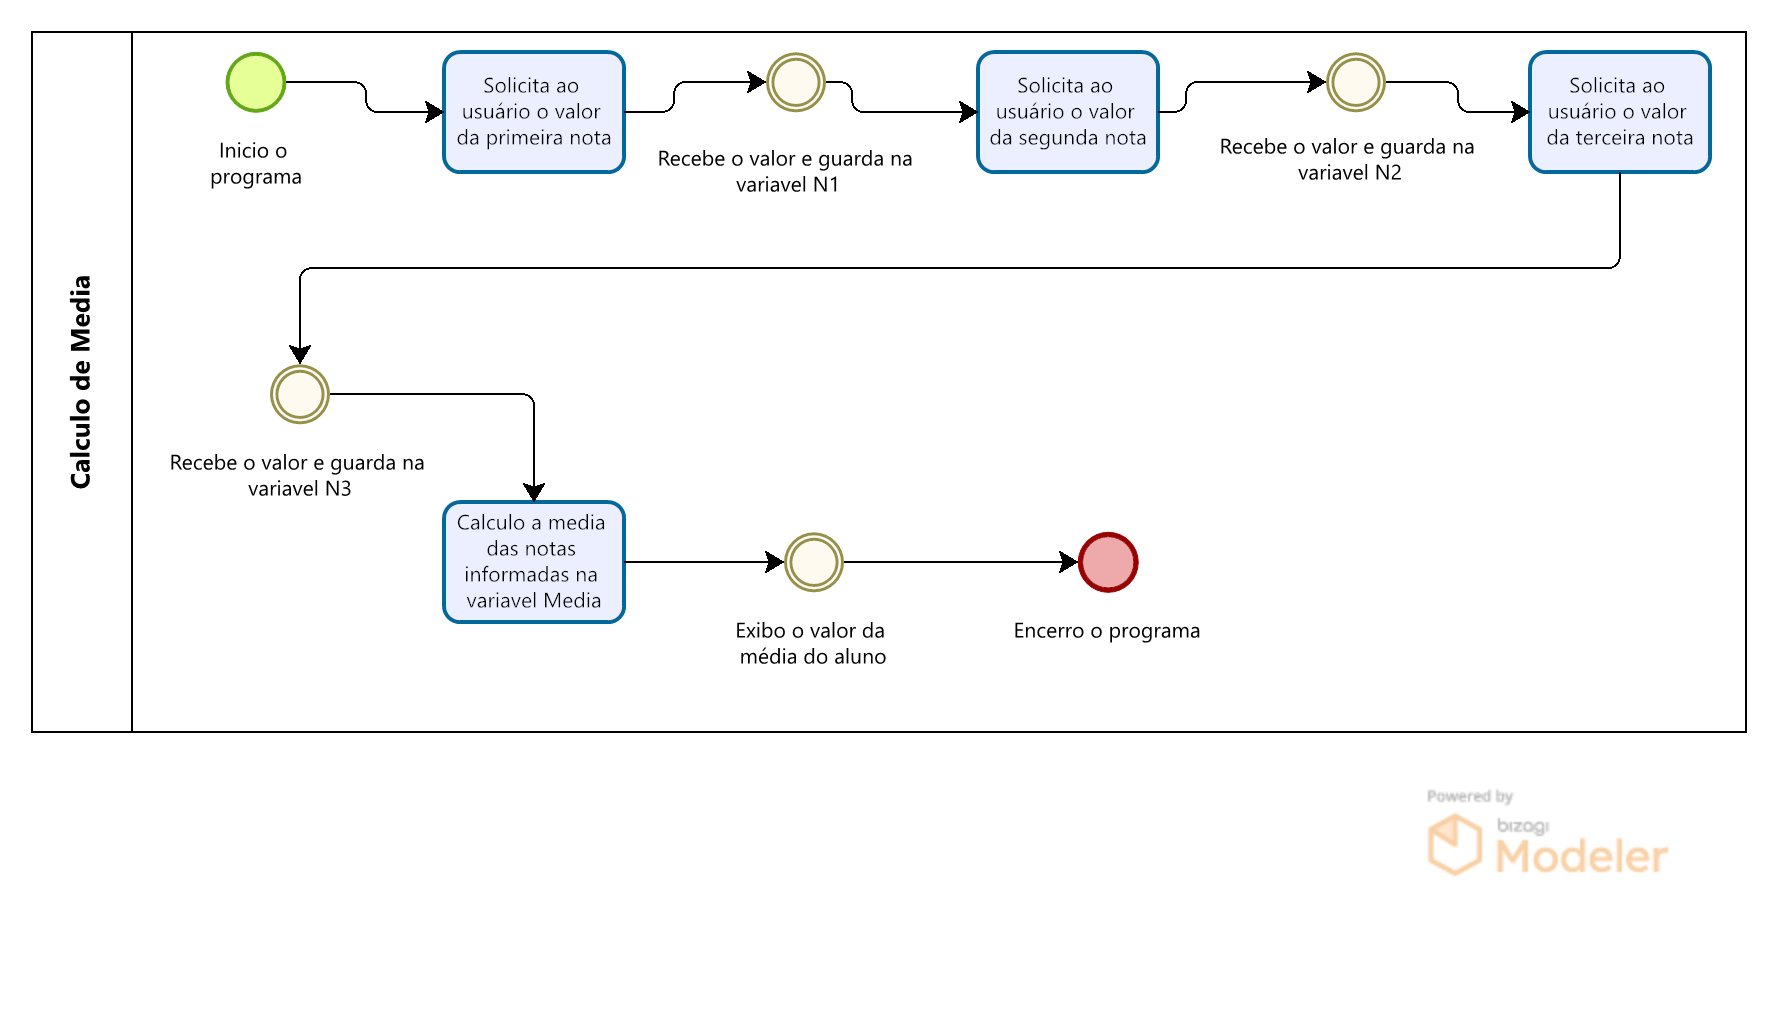 Calculo de Media
Inicio o
programa
Solicita ao
usuário o valor
da primeira nota
Recebe o valor e guarda na
variavel N1
Solicita ao
usuário o valor
da segunda nota
Recebe o valor e guarda na
variavel N2
Solicita ao
usuário o valor
da terceira nota
Recebe o valor e guarda na
variavel N3
Calculo a media
das notas
informadas na
variavel Media
Exibo o valor da
média do aluno
Encerro o programa
Powered by
bizagi
Modeler